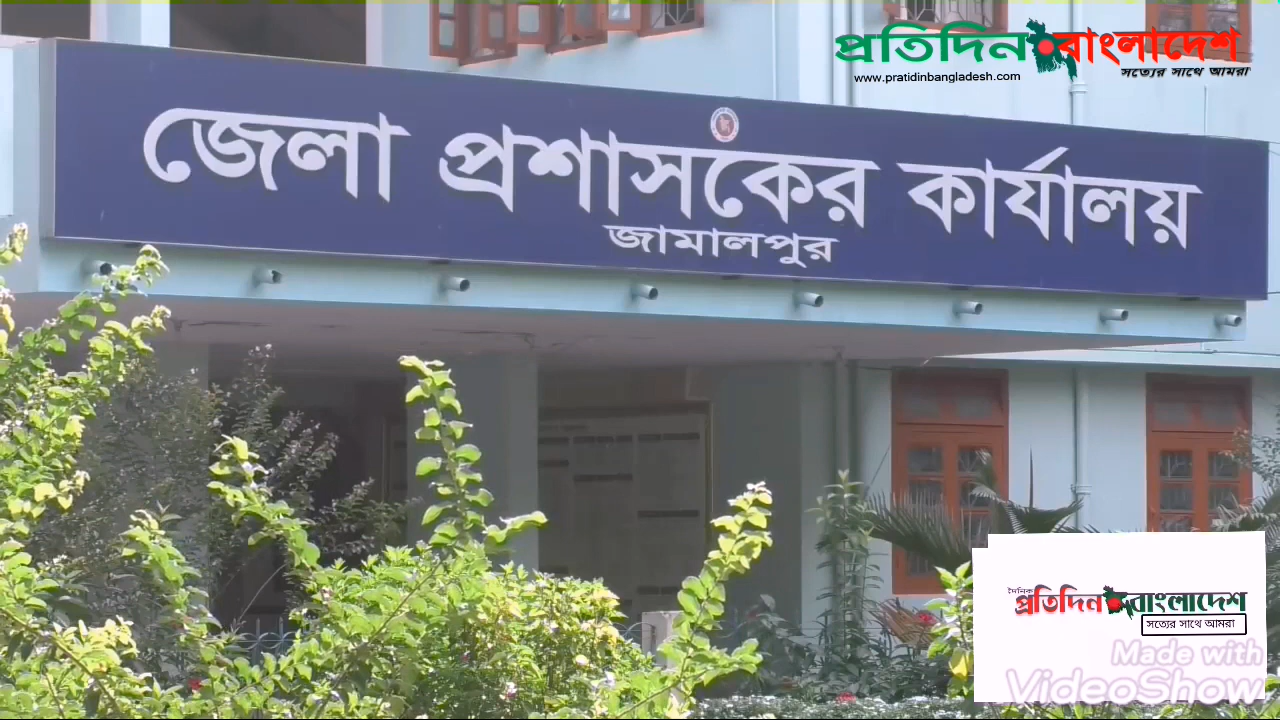 প্রতিদিন বাংলাদেশ
সত্যের সাথে আমরা
www.pratidinbangladesh.com
জেলা প্রশাসকের কার্যালয়
জামালপুর
দৈনিক
প্রতিদিন বাংলাদেশ
সত্যের সাথে আমরা
Made with
VideoShow